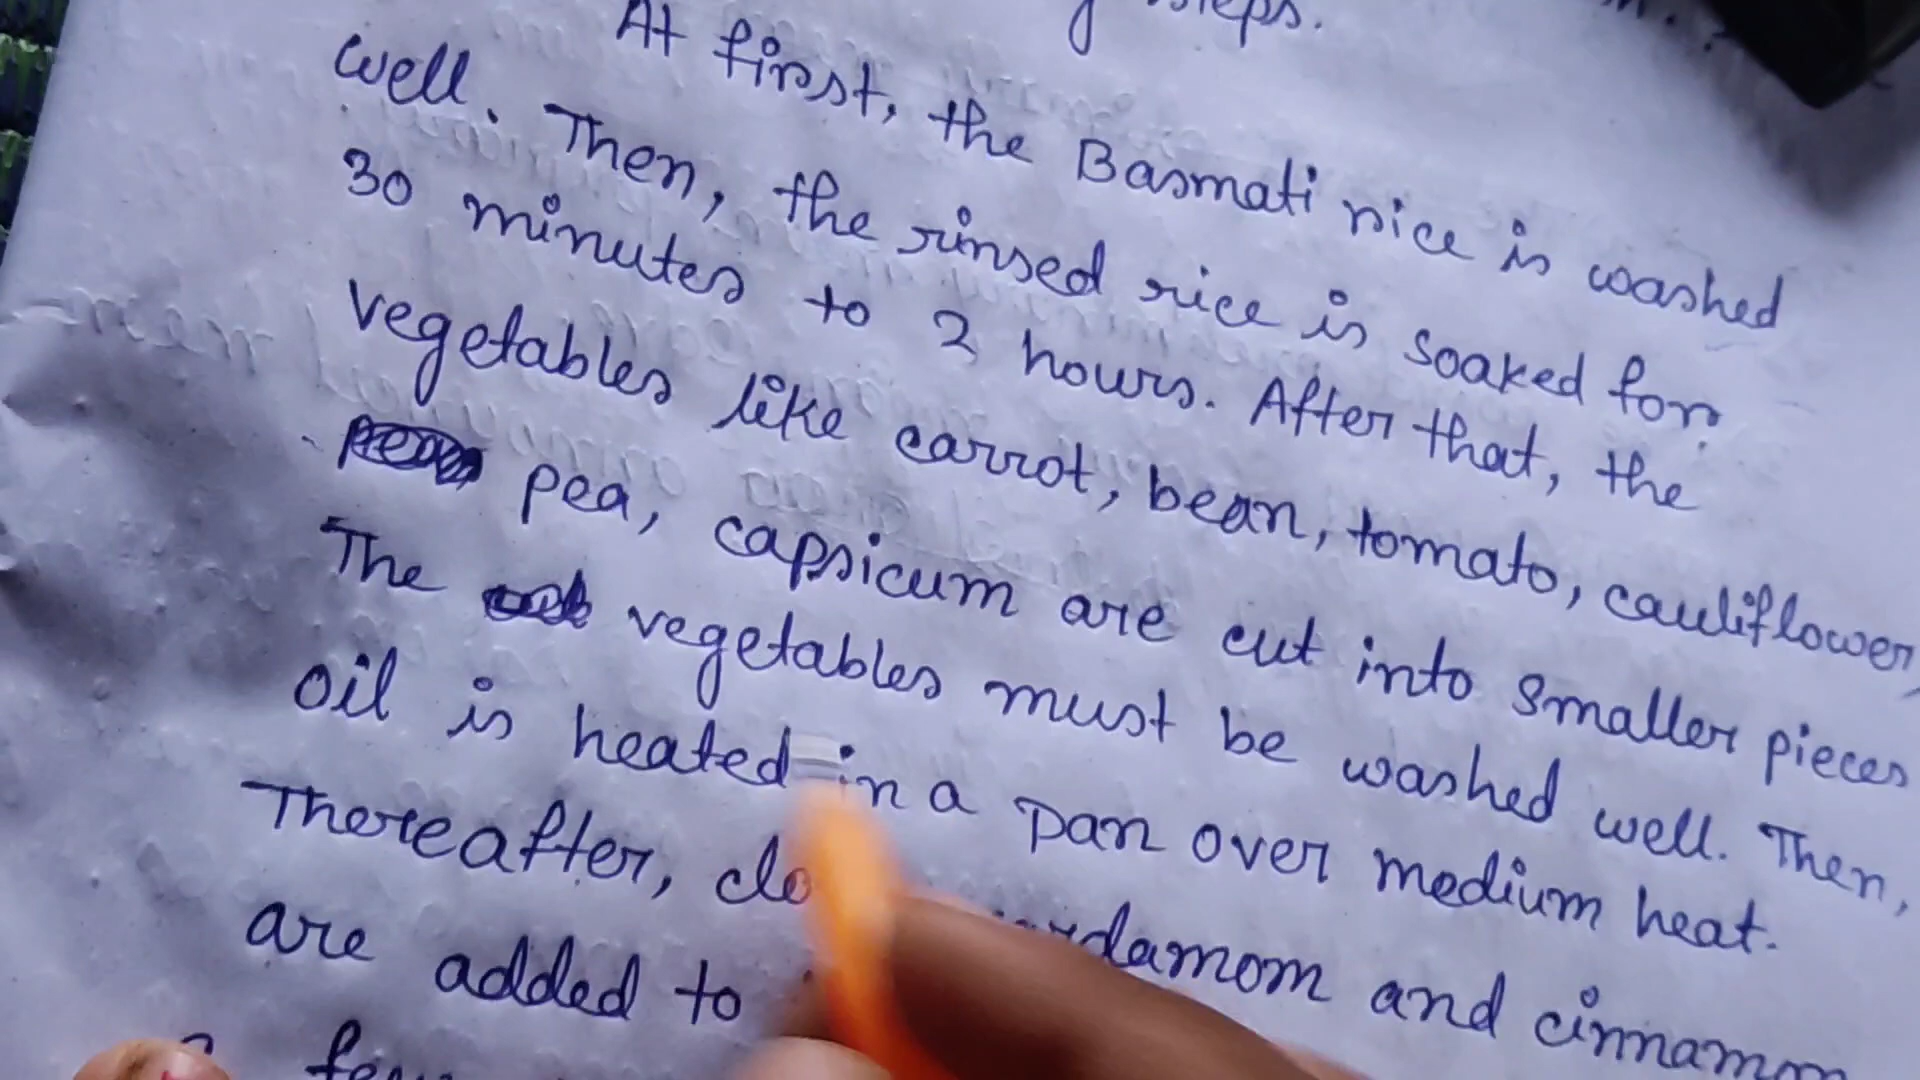 steps.
At first, the Basmati rice is washed
well. Then, the rinsed rice is soaked for
30 minutes to 2 hours. After that, the
vegetables like carrot, bean, tomato, cauliflower,
pea, capsicum are cut into smaller pieces
The vegetables must be washed well. Then,
oil is heated in a pan over medium heat.
Thereafter, and cinnamon
are added to